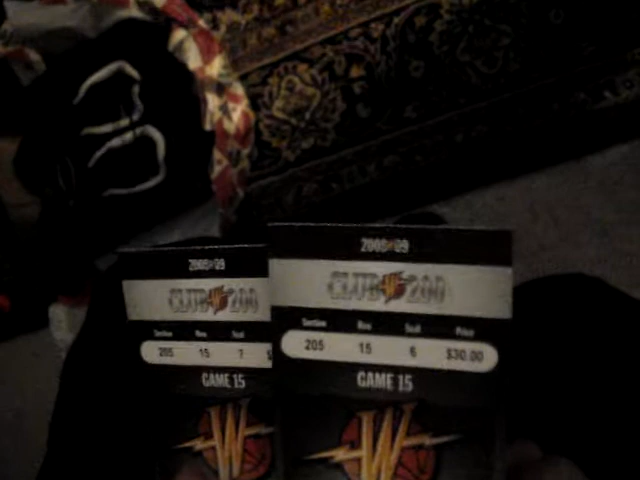 2008-09
CLUB W 200
Section Row Seat
205 15 7 $
GAME 15
W
2008-09
CLUB W 200
Section Row Seat Price
205 15 6 $30.00
GAME 15
W